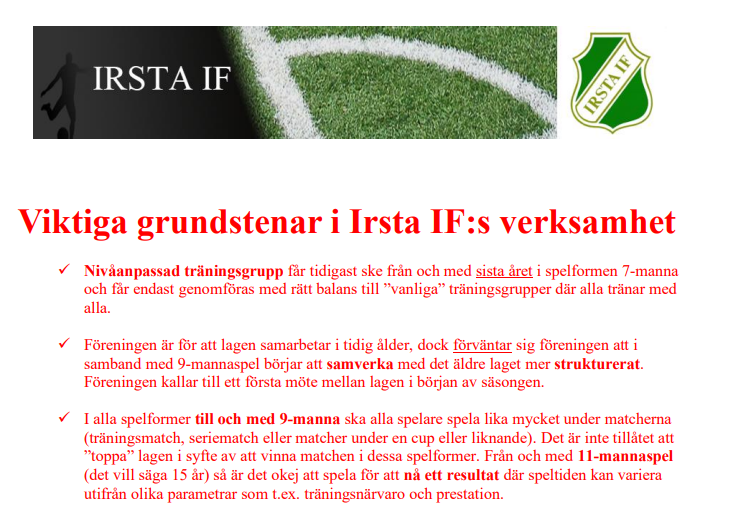 IRSTA IF
IRSTA IF
Viktiga grundstenar i Irsta IF:s verksamhet
✓ Nivåanpassad träningsgrupp får tidigast ske från och med sista året i spelformen 7-manna
och får endast genomföras med rätt balans till ”vanliga” träningsgrupper där alla tränar med
alla.
✓ Föreningen är för att lagen samarbetar i tidig ålder, dock förväntar sig föreningen att i
samband med 9-mannaspel börjar att samverka med det äldre laget mer strukturerat.
Föreningen kallar till ett första möte mellan lagen i början av säsongen.
✓ I alla spelformer till och med 9-manna ska alla spelare spela lika mycket under matcherna
(träningsmatch, seriematch eller matcher under en cup eller liknande). Det är inte tillåtet att
”toppa” lagen i syfte av att vinna matchen i dessa spelformer. Från och med 11-mannaspel
(det vill säga 15 år) så är det okej att spela för att nå ett resultat där speltiden kan variera
utifrån olika parametrar som t.ex. träningsnärvaro och prestation.